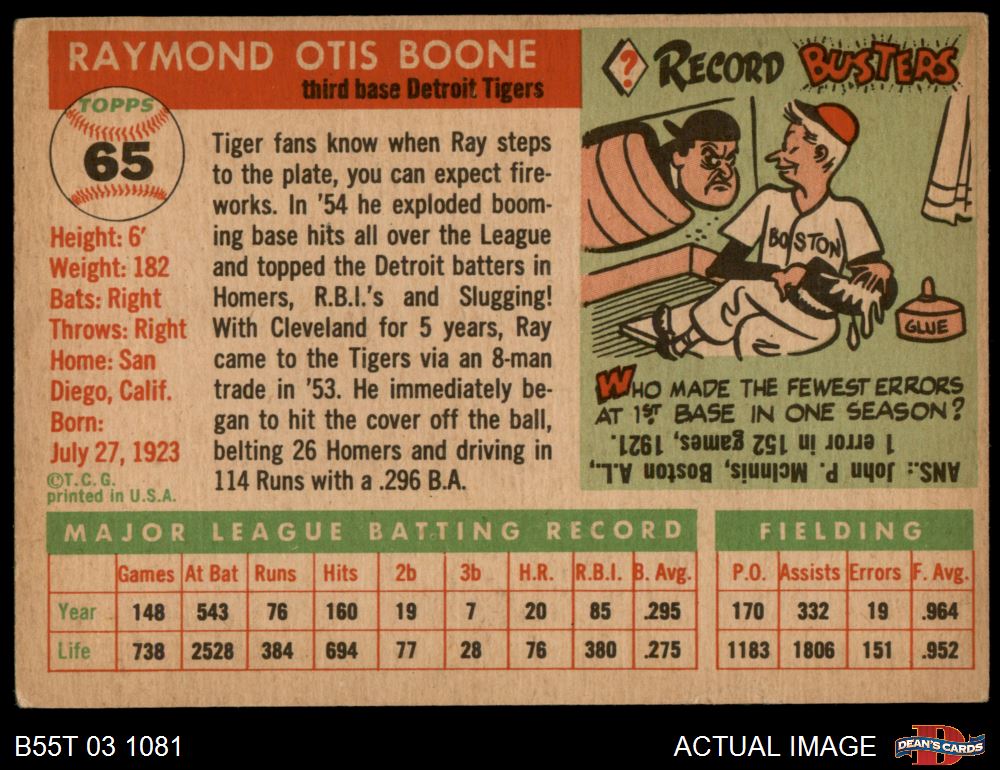 RAYMOND OTIS BOONE
third base Detroit Tigers
TOPPS
65
Height: 6'
Weight: 182
Bats: Right
Throws: Right
Home: San
Diego, Calif.
Born:
July 27, 1923
©T.C.G.
printed in U.S.A.
Tiger fans know when Ray steps
to the plate, you can expect fire-
works. In '54 he exploded boom-
ing base hits all over the League
and topped the Detroit batters in
Homers, R.B.I.'s and Slugging!
With Cleveland for 5 years, Ray
came to the Tigers via an 8-man
trade in '53. He immediately be-
gan to hit the cover off the ball,
belting 26 Homers and driving in
114 Runs with a .296 B.A.
? RECORD BUSTERS
BOSTON
GLUE
WHO MADE THE FEWEST ERRORS
AT 1ST BASE IN ONE SEASON?
ANS.: John P. McInnis, Boston A.L.,
1 error in 152 games, 1921.
MAJOR LEAGUE BATTING RECORD
Games At Bat Runs Hits 2b 3b H.R. R.B.I. B. Avg.
Year 148 543 76 160 19 7 20 85 .295
Life 738 2528 384 694 77 28 76 380 .275
FIELDING
P.O. Assists Errors F. Avg.
170 332 19 .964
1183 1806 151 .952
B55T 03 1081
ACTUAL IMAGE
D
DEAN'S CARDS